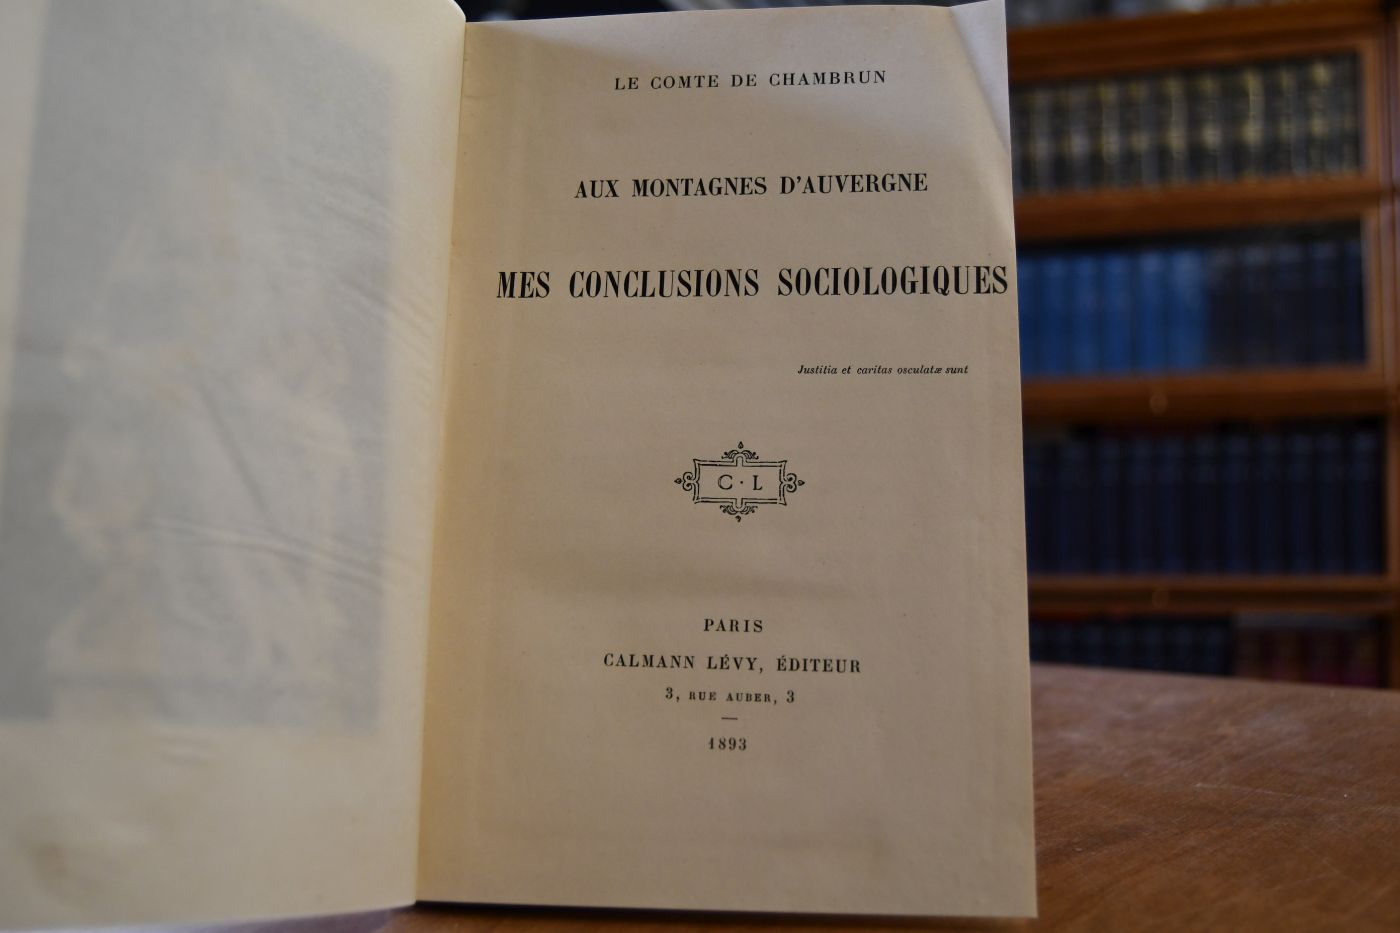 LE COMTE DE CHAMBRUN
AUX MONTAGNES D'AUVERGNE
MES CONCLUSIONS SOCIOLOGIQUES
Justitia et caritas osculatæ sunt
C·L
PARIS
CALMANN LÉVY, ÉDITEUR
3, RUE AUBER, 3
1893